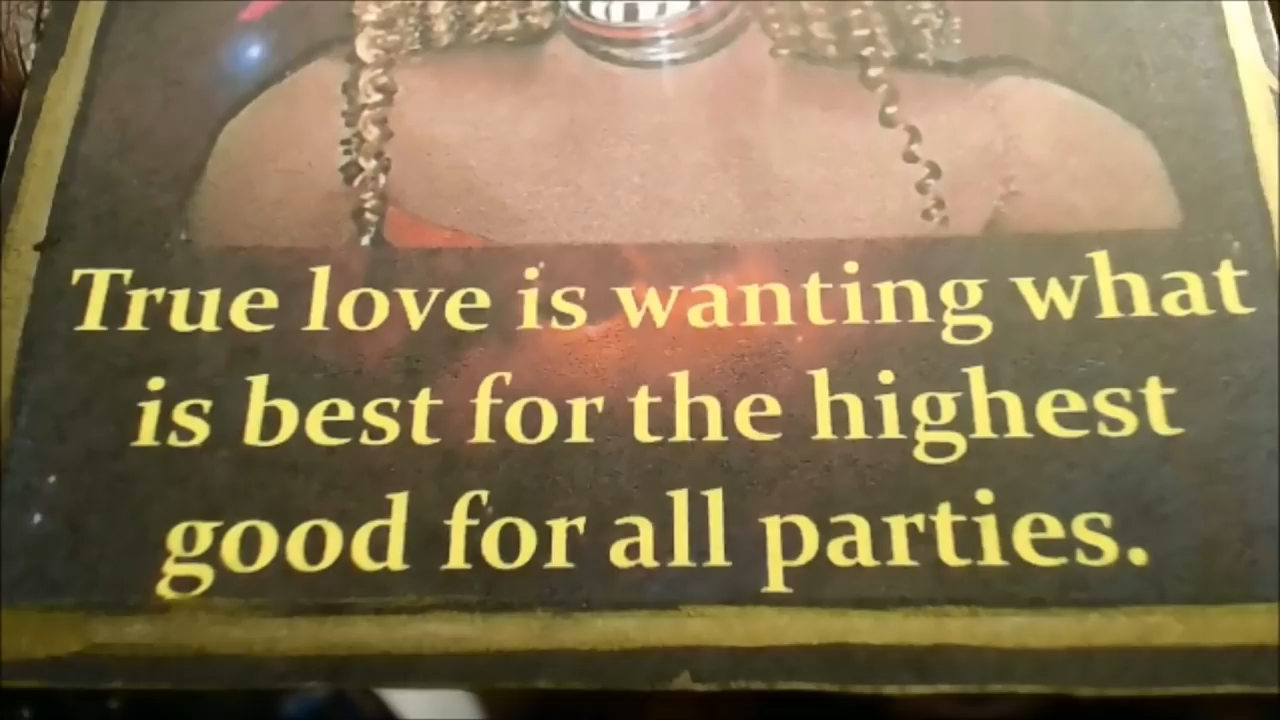 True love is wanting what
is best for the highest
good for all parties.